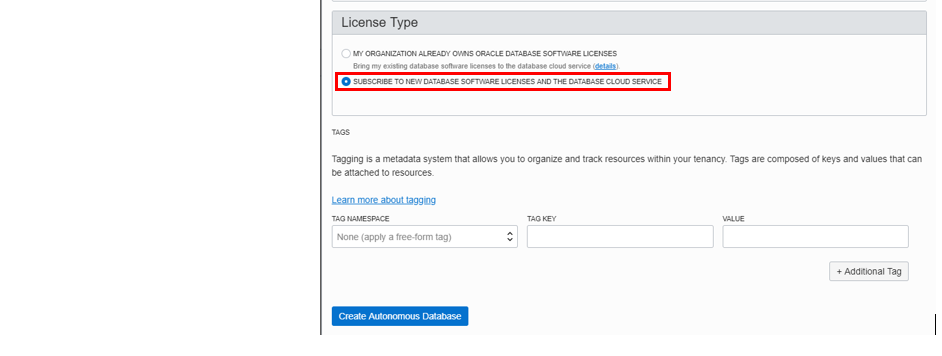 License Type
MY ORGANIZATION ALREADY OWNS ORACLE DATABASE SOFTWARE LICENSES
Bring my existing database software licenses to the database cloud service (details).
SUBSCRIBE TO NEW DATABASE SOFTWARE LICENSES AND THE DATABASE CLOUD SERVICE
TAGS
Tagging is a metadata system that allows you to organize and track resources within your tenancy. Tags are composed of keys and values that can
be attached to resources.
Learn more about tagging
TAG NAMESPACE TAG KEY VALUE
None (apply a free-form tag)
+ Additional Tag
Create Autonomous Database